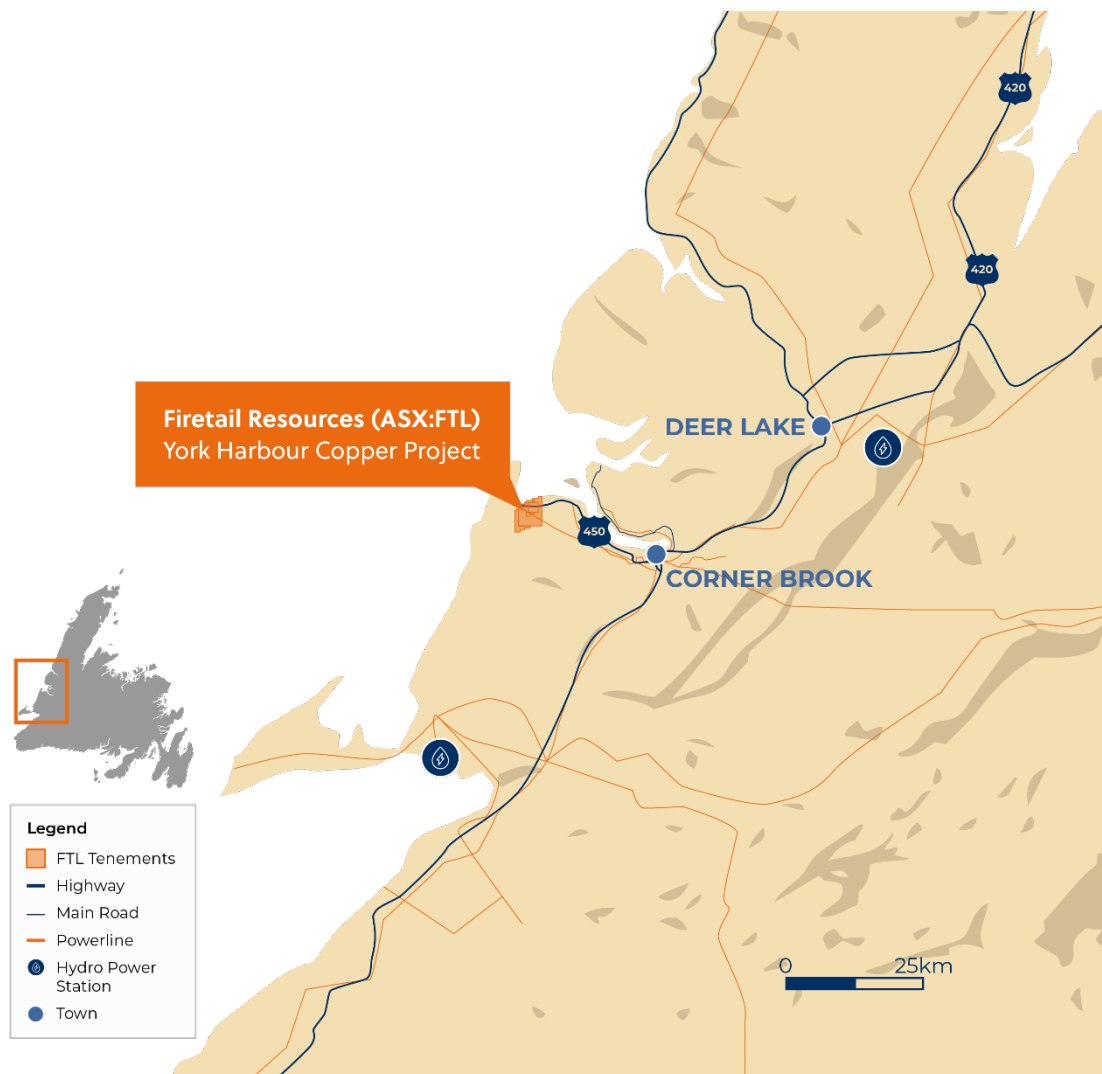 420
420
Firetail Resources (ASX:FTL)
York Harbour Copper Project
DEER LAKE
450
CORNER BROOK
Legend
FTL Tenements
Highway
Main Road
Powerline
Hydro Power
Station
Town
0 25km